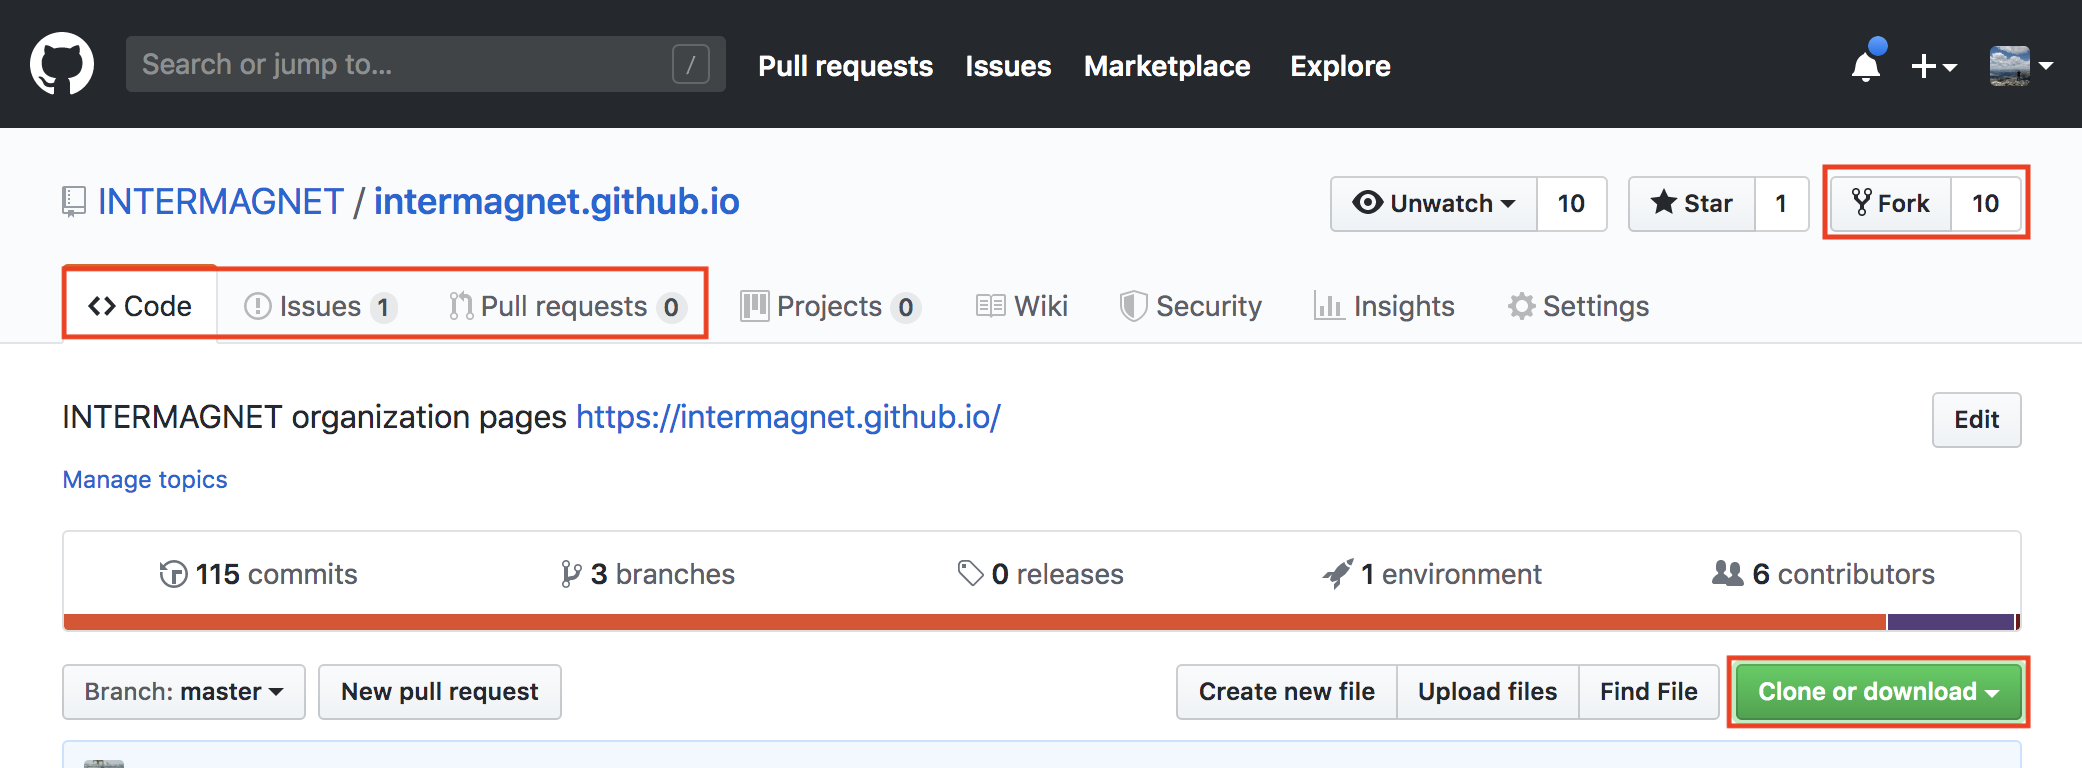 Search or jump to... / Pull requests Issues Marketplace Explore
INTERMAGNET / intermagnet.github.io Unwatch 10 Star 1 Fork 10
Code Issues 1 Pull requests 0 Projects 0 Wiki Security Insights Settings
INTERMAGNET organization pages https://intermagnet.github.io/ Edit
Manage topics
115 commits 3 branches 0 releases 1 environment 6 contributors
Branch: master New pull request Create new file Upload files Find File Clone or download